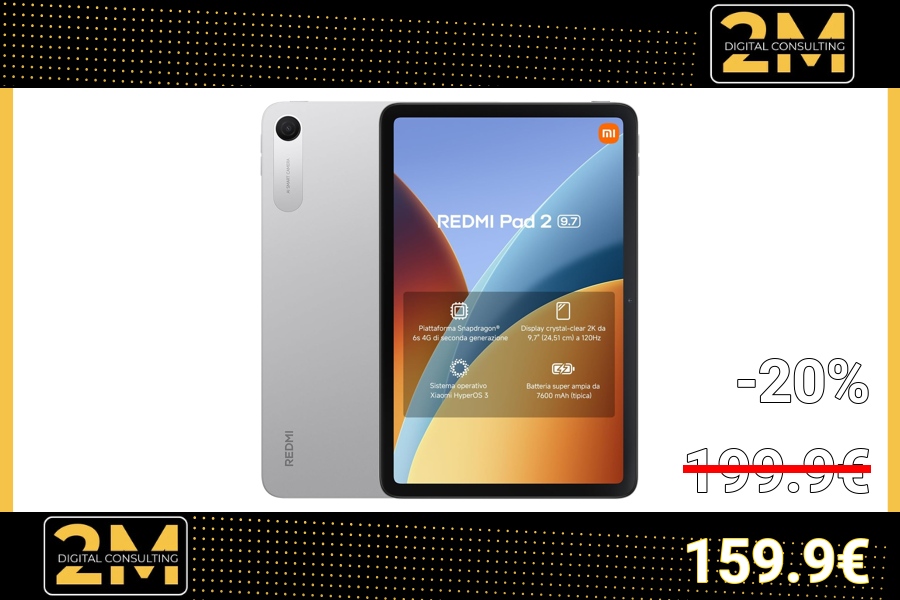 2M
DIGITAL CONSULTING
REDMI Pad 2 9.7
Piattaforma Snapdragon®
6s 4G di seconda generazione
Display crystal-clear 2K da
9,7" (24,51 cm) a 120Hz
Sistema operativo
Xiaomi HyperOS 3
Batteria super ampia da
7600 mAh (tipica)
REDMI
-20%
199.9€
2M
DIGITAL CONSULTING
159.9€